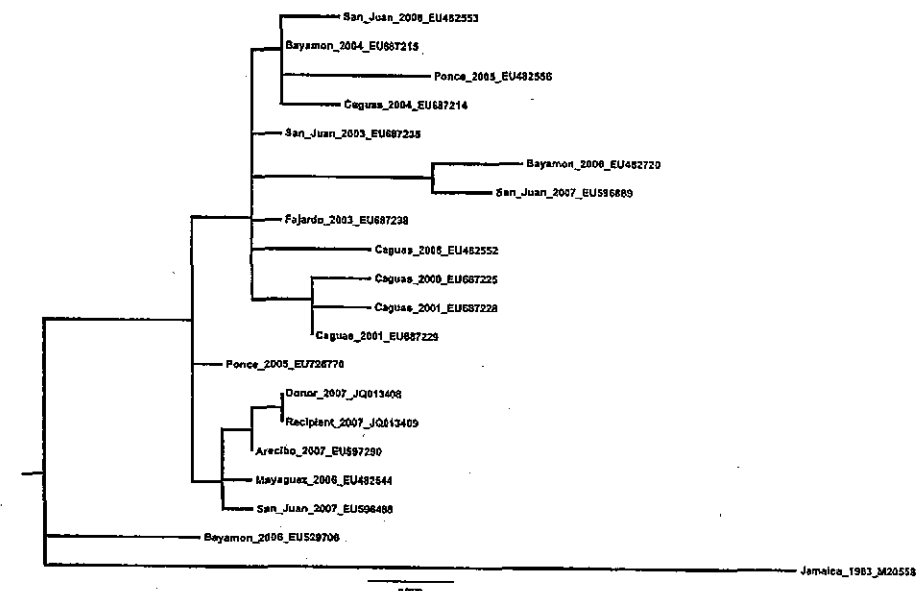 San_Juan_2006_EU482553
Bayamon_2004_EU687215
Ponce_2005_EU482556
Caguas_2004_EU687214
San_Juan_2003_EU687235
Bayamon_2006_EU482720
San_Juan_2007_EU596889
Fajardo_2003_EU687238
Caguas_2006_EU482552
Caguas_2000_EU687225
Caguas_2001_EU687228
Caguas_2001_EU687229
Ponce_2005_EU726770
Donor_2007_JQ013408
Recipient_2007_JQ013409
Arecibo_2007_EU597290
Mayaguez_2006_EU482544
San_Juan_2007_EU596488
Bayamon_2006_EU529706
Jamaica_1983_M20558